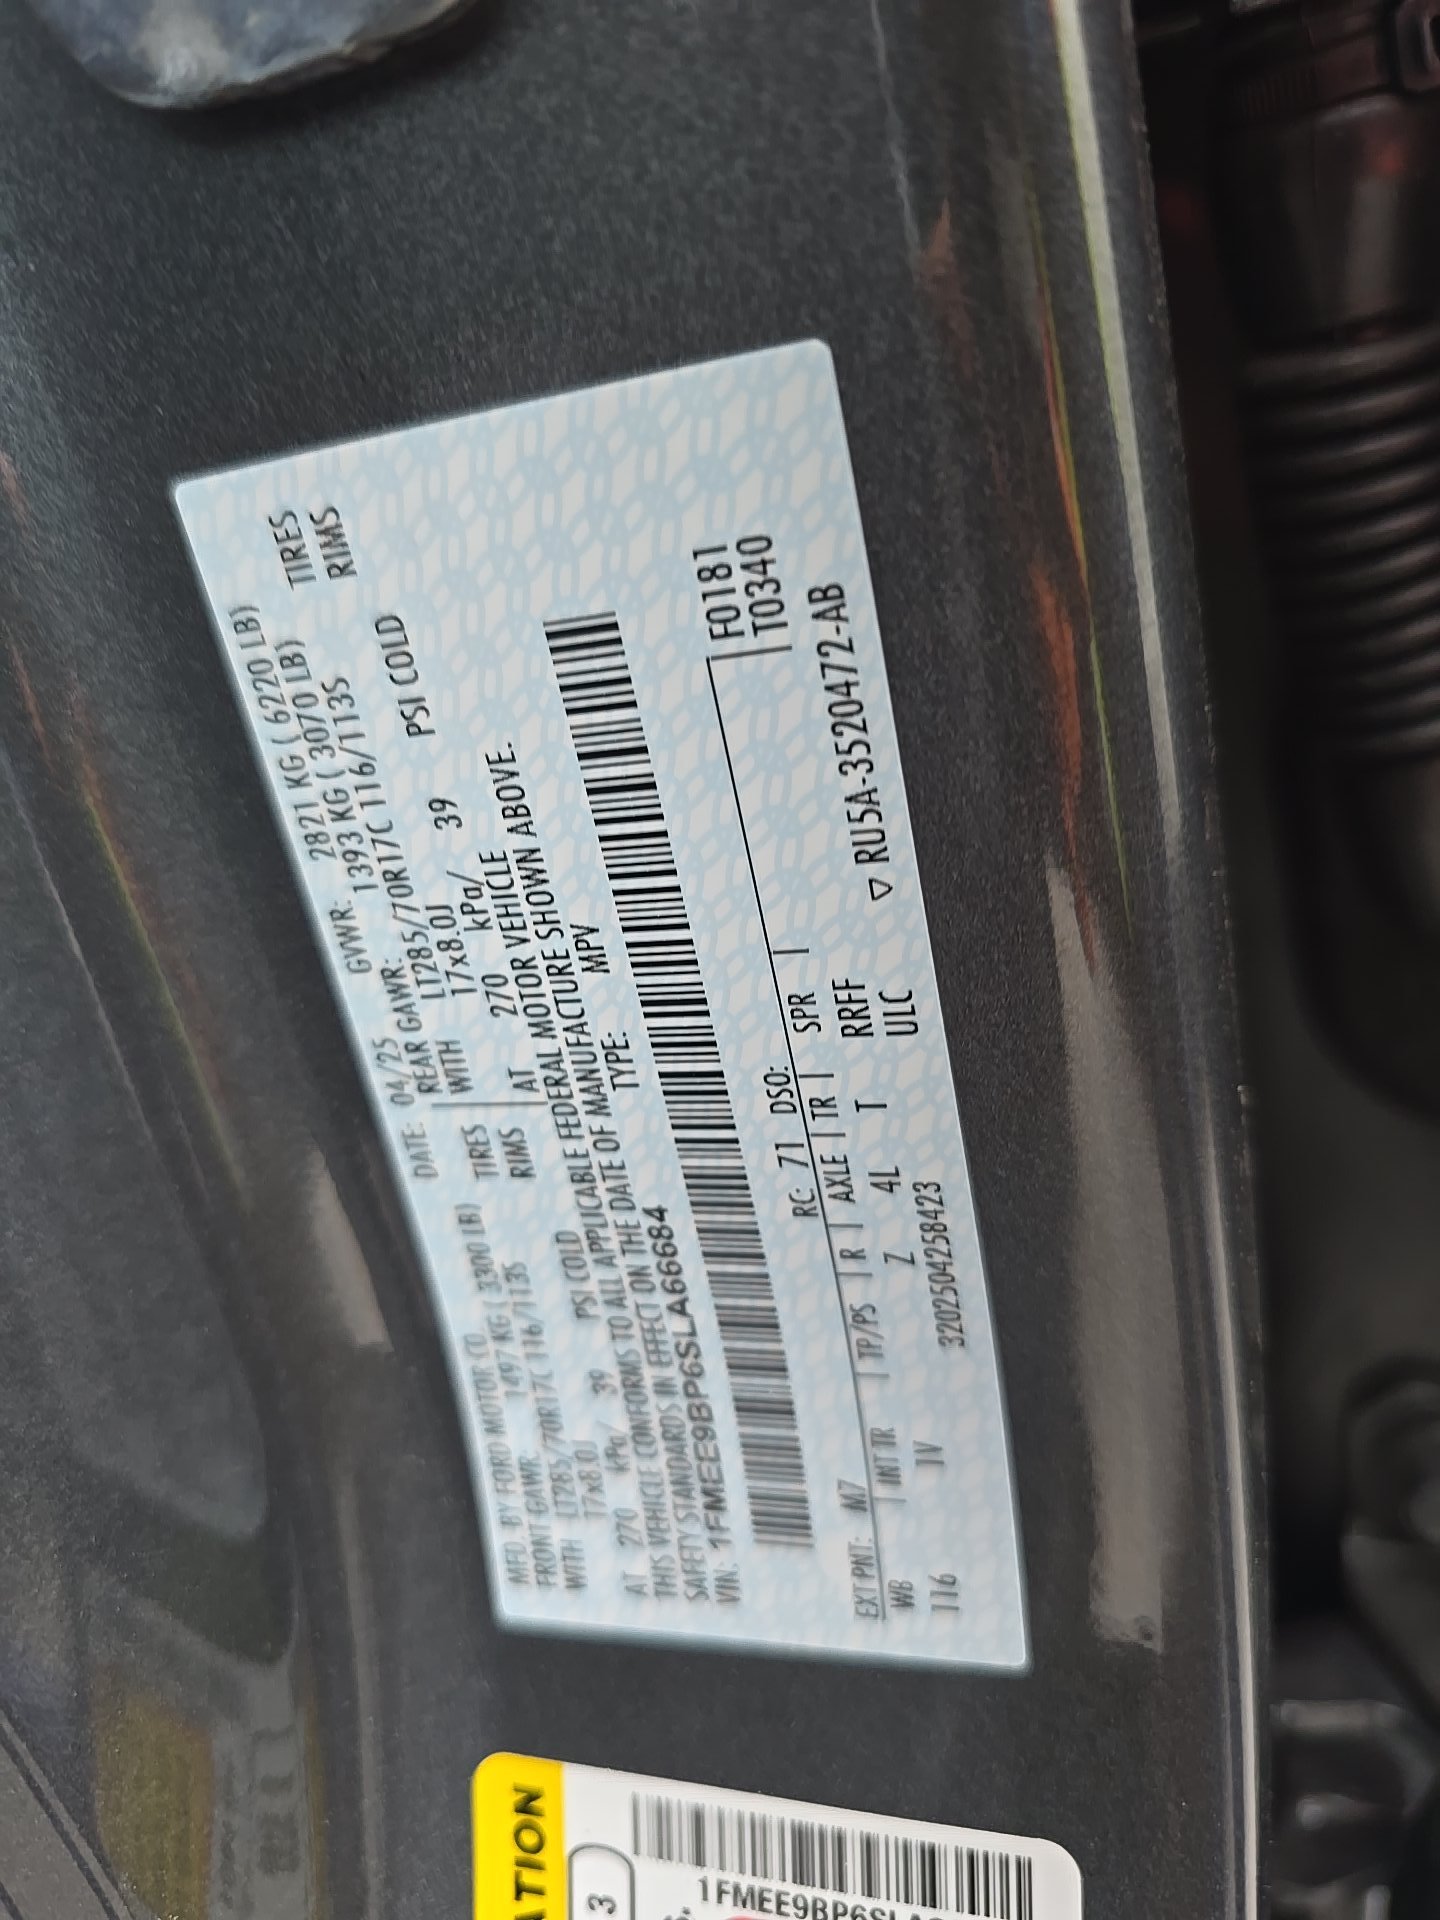 MFD. BY FORD MOTOR CO.
DATE: 04/25 GVWR: 2821 KG ( 6220 LB)
FRONT GAWR: 1497 KG ( 3300 LB) REAR GAWR: 1393 KG ( 3070 LB)
WITH LT285/70R17C 116/113S TIRES WITH LT285/70R17C 116/113S TIRES
17x8.0J RIMS 17x8.0J RIMS
AT 270 kPa/ 39 PSI COLD AT 270 kPa/ 39 PSI COLD
THIS VEHICLE CONFORMS TO ALL APPLICABLE FEDERAL MOTOR VEHICLE
SAFETY STANDARDS IN EFFECT ON THE DATE OF MANUFACTURE SHOWN ABOVE.
VIN: 1FMEE9BP6SLA66684 TYPE: MPV
F0181
T0340
EXT PNT: M7 RC: 71 DSO:
WB INT TR TP/PS R AXLE TR SPR
116 IV Z 4L T RRFF
ULC
3202504258423 ▽ RU5A-3520472-AB
ATION
3
1FMEE9BP6SLA